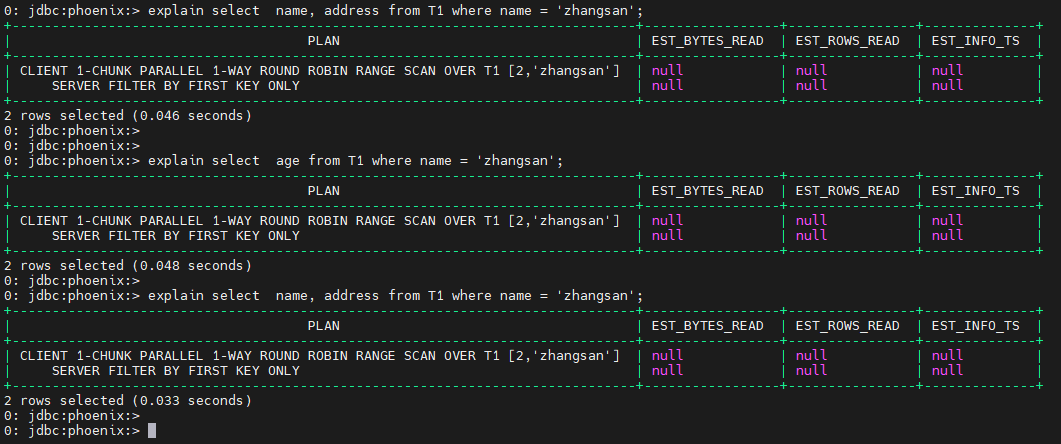 0: jdbc:phoenix:> explain select  name, address from T1 where name = 'zhangsan';
+------------------------------------------------------------------------------+-----------------+----------------+--------------+
|                                     PLAN                                     | EST_BYTES_READ  | EST_ROWS_READ  | EST_INFO_TS  |
+------------------------------------------------------------------------------+-----------------+----------------+--------------+
| CLIENT 1-CHUNK PARALLEL 1-WAY ROUND ROBIN RANGE SCAN OVER T1 [2,'zhangsan']  | null            | null           | null         |
|     SERVER FILTER BY FIRST KEY ONLY                                          | null            | null           | null         |
+------------------------------------------------------------------------------+-----------------+----------------+--------------+
2 rows selected (0.046 seconds)
0: jdbc:phoenix:>
0: jdbc:phoenix:>
0: jdbc:phoenix:> explain select  age from T1 where name = 'zhangsan';
+------------------------------------------------------------------------------+-----------------+----------------+--------------+
|                                     PLAN                                     | EST_BYTES_READ  | EST_ROWS_READ  | EST_INFO_TS  |
+------------------------------------------------------------------------------+-----------------+----------------+--------------+
| CLIENT 1-CHUNK PARALLEL 1-WAY ROUND ROBIN RANGE SCAN OVER T1 [2,'zhangsan']  | null            | null           | null         |
|     SERVER FILTER BY FIRST KEY ONLY                                          | null            | null           | null         |
+------------------------------------------------------------------------------+-----------------+----------------+--------------+
2 rows selected (0.048 seconds)
0: jdbc:phoenix:>
0: jdbc:phoenix:> explain select  name, address from T1 where name = 'zhangsan';
+------------------------------------------------------------------------------+-----------------+----------------+--------------+
|                                     PLAN                                     | EST_BYTES_READ  | EST_ROWS_READ  | EST_INFO_TS  |
+------------------------------------------------------------------------------+-----------------+----------------+--------------+
| CLIENT 1-CHUNK PARALLEL 1-WAY ROUND ROBIN RANGE SCAN OVER T1 [2,'zhangsan']  | null            | null           | null         |
|     SERVER FILTER BY FIRST KEY ONLY                                          | null            | null           | null         |
+------------------------------------------------------------------------------+-----------------+----------------+--------------+
2 rows selected (0.033 seconds)
0: jdbc:phoenix:>
0: jdbc:phoenix:>